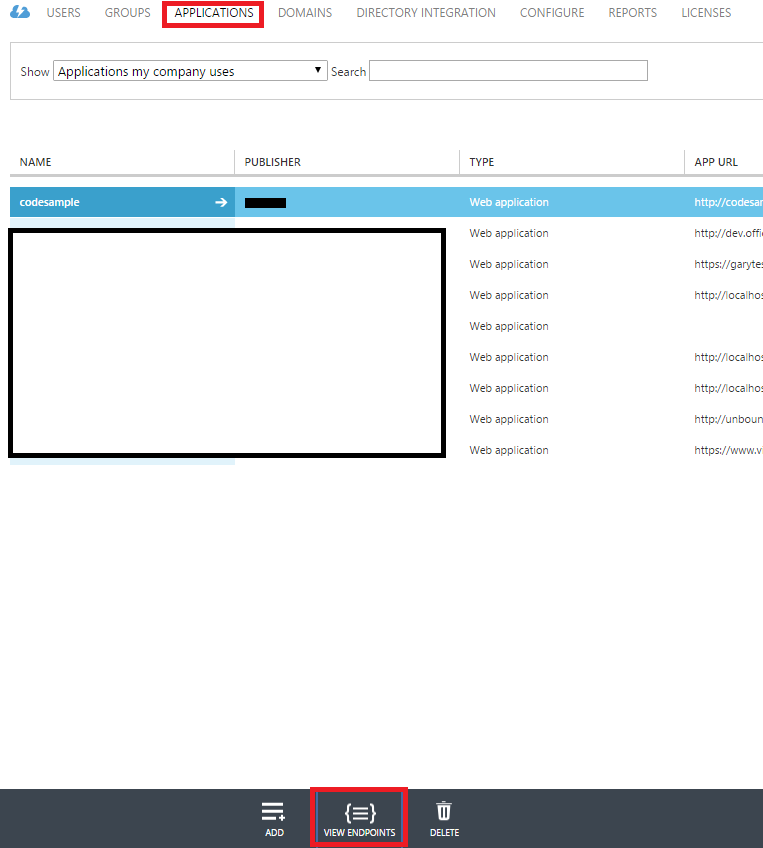 USERS GROUPS APPLICATIONS DOMAINS DIRECTORY INTEGRATION CONFIGURE REPORTS LICENSES
Show Applications my company uses Search
NAME PUBLISHER TYPE APP URL
codesample Web application http://codesar
Web application http://dev.offi
Web application https://garytes
Web application http://localhos
Web application
Web application http://localhos
Web application http://localhos
Web application http://unboun
Web application https://www.vi
ADD VIEW ENDPOINTS DELETE